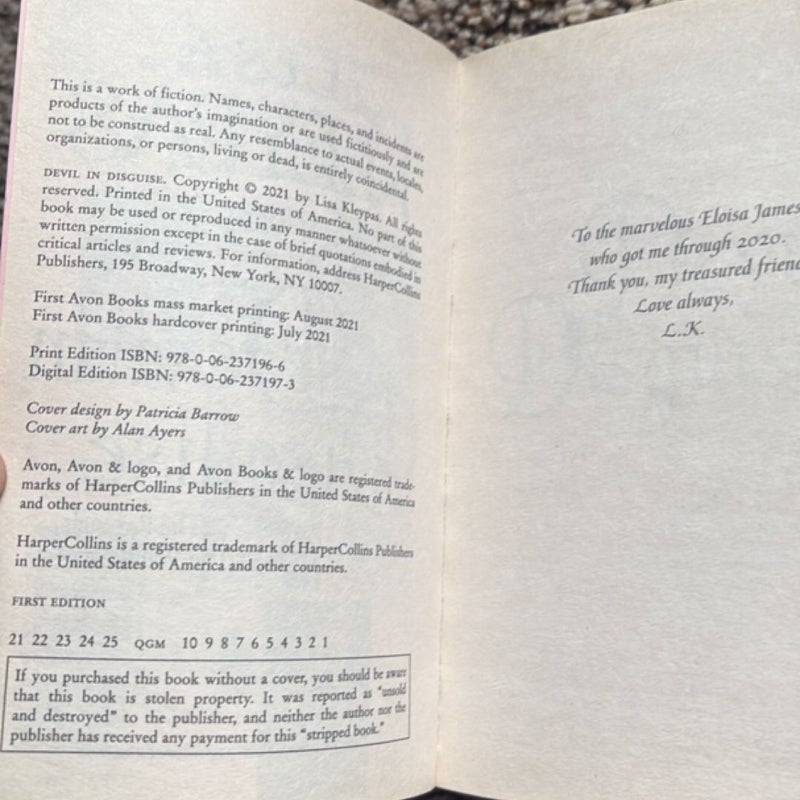 This is a work of fiction. Names, characters, places, and incidents are
products of the author's imagination or are used fictitiously and are
not to be construed as real. Any resemblance to actual events, locales,
organizations, or persons, living or dead, is entirely coincidental.
DEVIL IN DISGUISE. Copyright © 2021 by Lisa Kleypas. All rights
reserved. Printed in the United States of America. No part of this
book may be used or reproduced in any manner whatsoever without
written permission except in the case of brief quotations embodied in
critical articles and reviews. For information, address HarperCollins
Publishers, 195 Broadway, New York, NY 10007.
First Avon Books mass market printing: August 2021
First Avon Books hardcover printing: July 2021
Print Edition ISBN: 978-0-06-237196-6
Digital Edition ISBN: 978-0-06-237197-3
Cover design by Patricia Barrow
Cover art by Alan Ayers
Avon, Avon & logo, and Avon Books & logo are registered trade-
marks of HarperCollins Publishers in the United States of America
and other countries.
HarperCollins is a registered trademark of HarperCollins Publishers
in the United States of America and other countries.
FIRST EDITION
21 22 23 24 25 QGM 10 9 8 7 6 5 4 3 2 1
If you purchased this book without a cover, you should be aware
that this book is stolen property. It was reported as "unsold
and destroyed" to the publisher, and neither the author nor the
publisher has received any payment for this "stripped book."
To the marvelous Eloisa James
who got me through 2020.
Thank you, my treasured friend
Love always,
L.K.